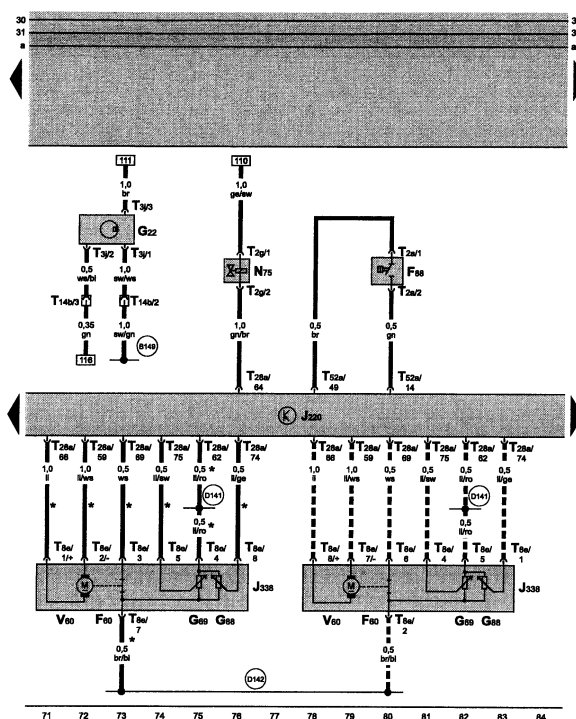 30 3
31 3
a a
111 110
1,0 br 1,0 ge/sw
T3j/3
G22
T3j/2 T3j/1
T2g/1 T2a/1
N75 F88
T2g/2 T2a/2
0,5 ws/bl 1,0 sw/ws
T14b/3 T14b/2
0,35 gn 1,0 sw/gn 1,0 gn/br 0,5 br 0,5 gn
B149
116
T28a/ 64 T52a/ 49 T52a/ 14
K J220
T28a/ 66 T28a/ 59 T28a/ 69 T28a/ 75 T28a/ 62 T28a/ 74 T28a/ 66 T28a/ 59 T28a/ 69 T28a/ 75 T28a/ 62 T28a/ 74
1,0 li 1,0 li/ws 0,5 ws 0,5 li/sw 0,5 li/ro * 0,5 li/ge 1,0 li 1,0 li/ws 0,5 ws 0,5 li/sw 0,5 li/ro 0,5 li/ge
D141 D141
* * * * *
0,5 li/ro * 0,5 li/ro
T8e/ 1/+ T8e/ 2/- T8e/ 3 T8e/ 5 T8e/ 4 T8e/ 8 T8e/ 8/+ T8e/ 7/- T8e/ 6 T8e/ 4 T8e/ 5 T8e/ 1
M J338 M J338
V60 F60 T8e/ 7 G69 G88 V60 F60 T8e/ 2 G69 G88
*
0,5 br/bl 0,5 br/bl
D142
71 72 73 74 75 76 77 78 79 80 81 82 83 84